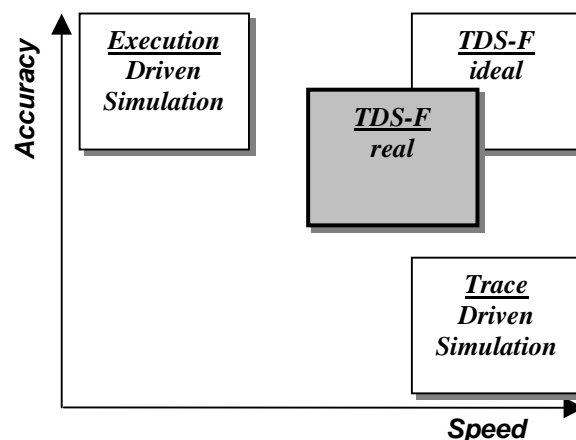 Accuracy
Execution
Driven
Simulation
TDS-F
ideal
TDS-F
real
Trace
Driven
Simulation
Speed